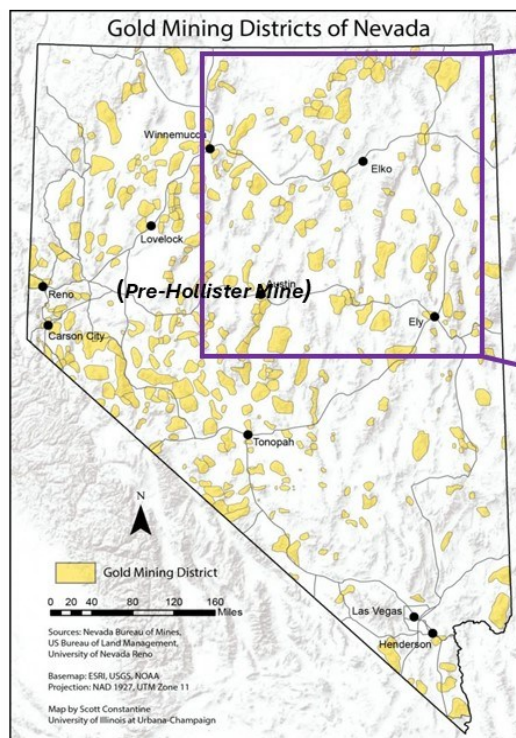 Gold Mining Districts of Nevada
Winnemucca
Elko
Lovelock
Austin
(Pre-Hollister Mine)
Reno
Ely
Carson City
Tonopah
N
Gold Mining District
0 20 40 80 120 160
Miles
Las Vegas
Henderson
Sources: Nevada Bureau of Mines,
US Bureau of Land Management,
University of Nevada Reno
Basemap: ESRI, USGS, NOAA
Projection: NAD 1927, UTM Zone 11
Map by Scott Constantine
University of Illinois at Urbana-Champaign